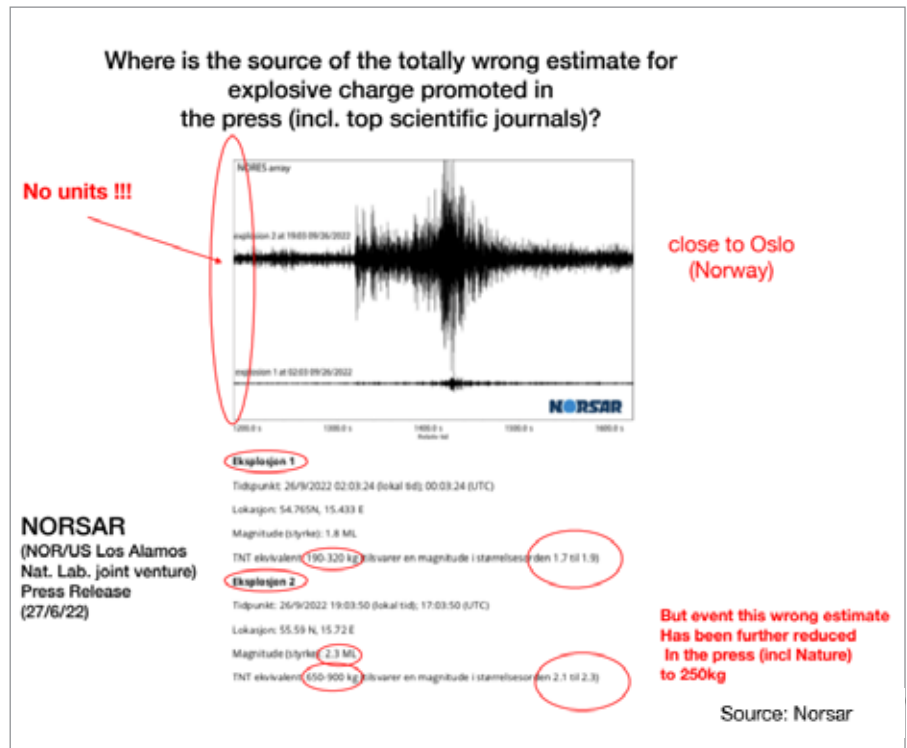 Where is the source of the totally wrong estimate for
explosive charge promoted in
the press (incl. top scientific journals)?
No units !!!
NORES array
explosion 2 at 19:03 09/26/2022
close to Oslo
(Norway)
explosion 1 at 02:03 09/26/2022
NORSAR
1200.0 s 1300.0 s 1400.0 s 1500.0 s 1600.0 s
Relativ tid
Eksplosjon 1
Tidspunkt: 26/9/2022 02:03:24 (lokal tid); 00:03:24 (UTC)
Lokasjon: 54.765N, 15.433 E
Magnitude (styrke): 1.8 ML
TNT ekvivalent: 190-320 kg (tilsvarer en magnitude i størrelsesorden 1.7 til 1.9)
Eksplosjon 2
Tidpunkt: 26/9/2022 19:03:50 (lokal tid); 17:03:50 (UTC)
Lokasjon: 55.59 N, 15.72 E
Magnitude (styrke): 2.3 ML
TNT ekvivalent: 650-900 kg (tilsvarer en magnitude i størrelsesorden 2.1 til 2.3)
NORSAR
(NOR/US Los Alamos
Nat. Lab. joint venture)
Press Release
(27/6/22)
But event this wrong estimate
Has been further reduced
In the press (incl Nature)
to 250kg
Source: Norsar